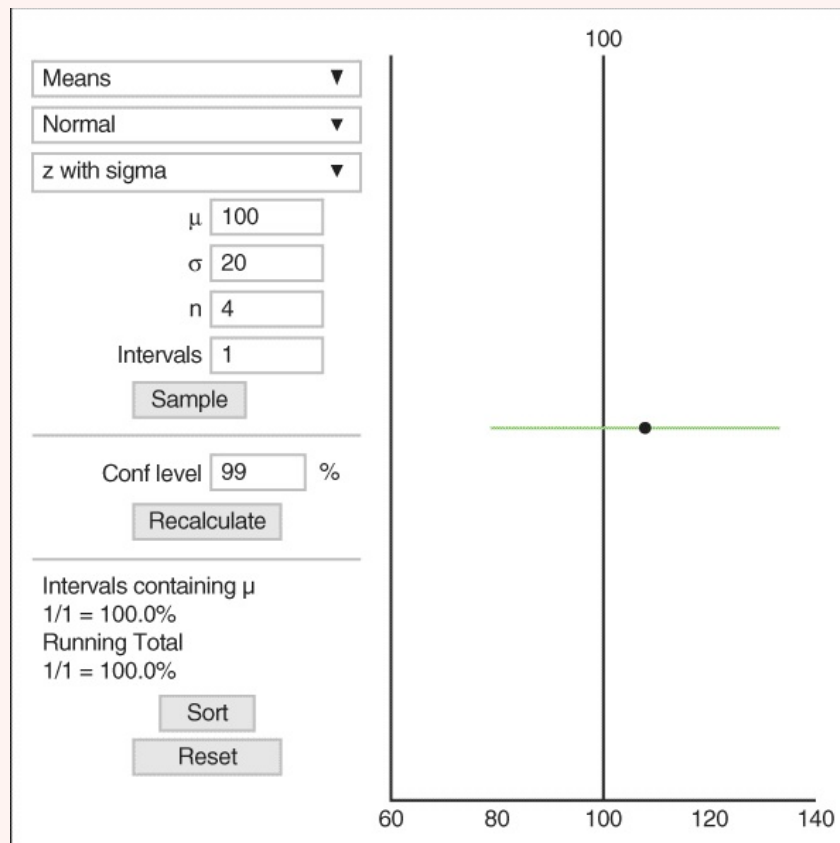 Means ▼
Normal ▼
z with sigma ▼
μ 100
σ 20
n 4
Intervals 1
Sample
Conf level 99 %
Recalculate
Intervals containing μ
1/1 = 100.0%
Running Total
1/1 = 100.0%
Sort
Reset
100
60 80 100 120 140